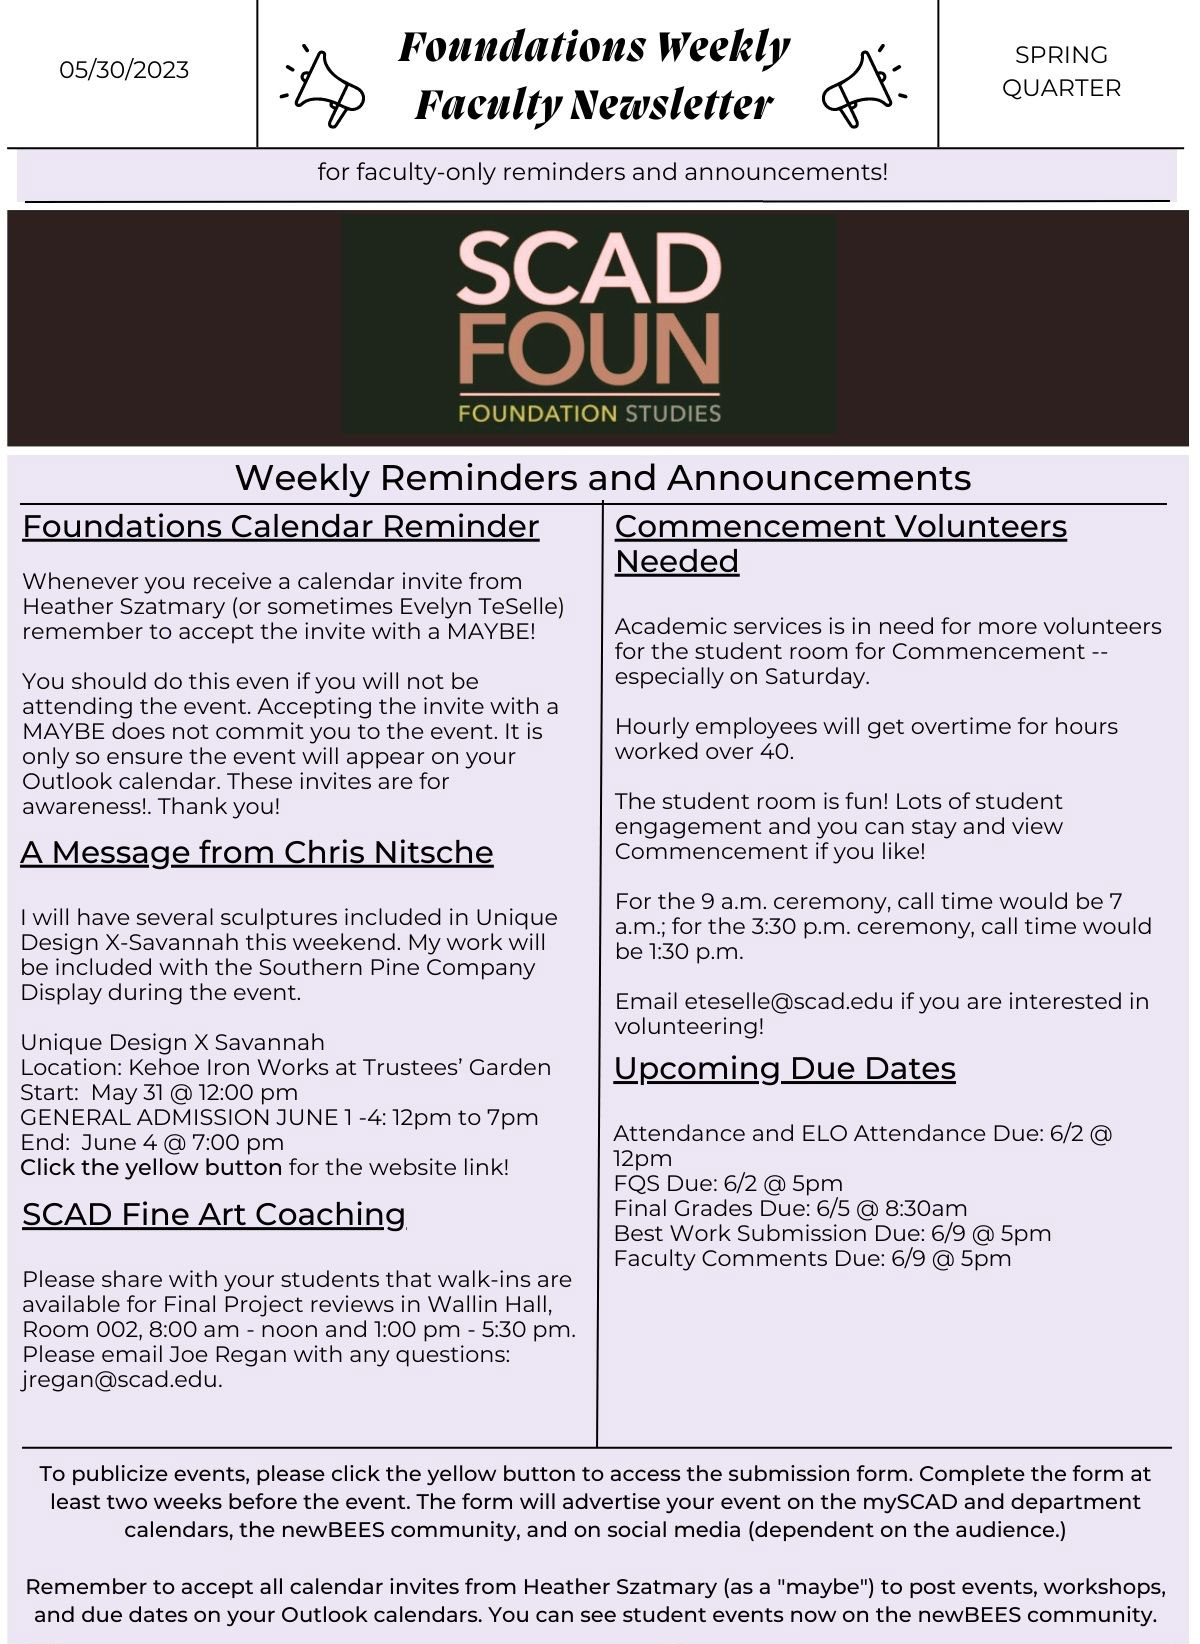 05/30/2023
Foundations Weekly
Faculty Newsletter
SPRING
QUARTER
for faculty-only reminders and announcements!
SCAD
FOUN
FOUNDATION STUDIES
Weekly Reminders and Announcements
Foundations Calendar Reminder
Whenever you receive a calendar invite from
Heather Szatmary (or sometimes Evelyn TeSelle)
remember to accept the invite with a MAYBE!
You should do this even if you will not be
attending the event. Accepting the invite with a
MAYBE does not commit you to the event. It is
only so ensure the event will appear on your
Outlook calendar. These invites are for
awareness!. Thank you!
A Message from Chris Nitsche
I will have several sculptures included in Unique
Design X-Savannah this weekend. My work will
be included with the Southern Pine Company
Display during the event.
Unique Design X Savannah
Location: Kehoe Iron Works at Trustees’ Garden
Start:  May 31 @ 12:00 pm
GENERAL ADMISSION JUNE 1 -4: 12pm to 7pm
End:  June 4 @ 7:00 pm
Click the yellow button for the website link!
SCAD Fine Art Coaching
Please share with your students that walk-ins are
available for Final Project reviews in Wallin Hall,
Room 002, 8:00 am - noon and 1:00 pm - 5:30 pm.
Please email Joe Regan with any questions:
jregan@scad.edu.
Commencement Volunteers
Needed
Academic services is in need for more volunteers
for the student room for Commencement --
especially on Saturday.
Hourly employees will get overtime for hours
worked over 40.
The student room is fun! Lots of student
engagement and you can stay and view
Commencement if you like!
For the 9 a.m. ceremony, call time would be 7
a.m.; for the 3:30 p.m. ceremony, call time would
be 1:30 p.m.
Email eteselle@scad.edu if you are interested in
volunteering!
Upcoming Due Dates
Attendance and ELO Attendance Due: 6/2 @
12pm
FQS Due: 6/2 @ 5pm
Final Grades Due: 6/5 @ 8:30am
Best Work Submission Due: 6/9 @ 5pm
Faculty Comments Due: 6/9 @ 5pm
To publicize events, please click the yellow button to access the submission form. Complete the form at
least two weeks before the event. The form will advertise your event on the mySCAD and department
calendars, the newBEES community, and on social media (dependent on the audience.)
Remember to accept all calendar invites from Heather Szatmary (as a "maybe") to post events, workshops,
and due dates on your Outlook calendars. You can see student events now on the newBEES community.